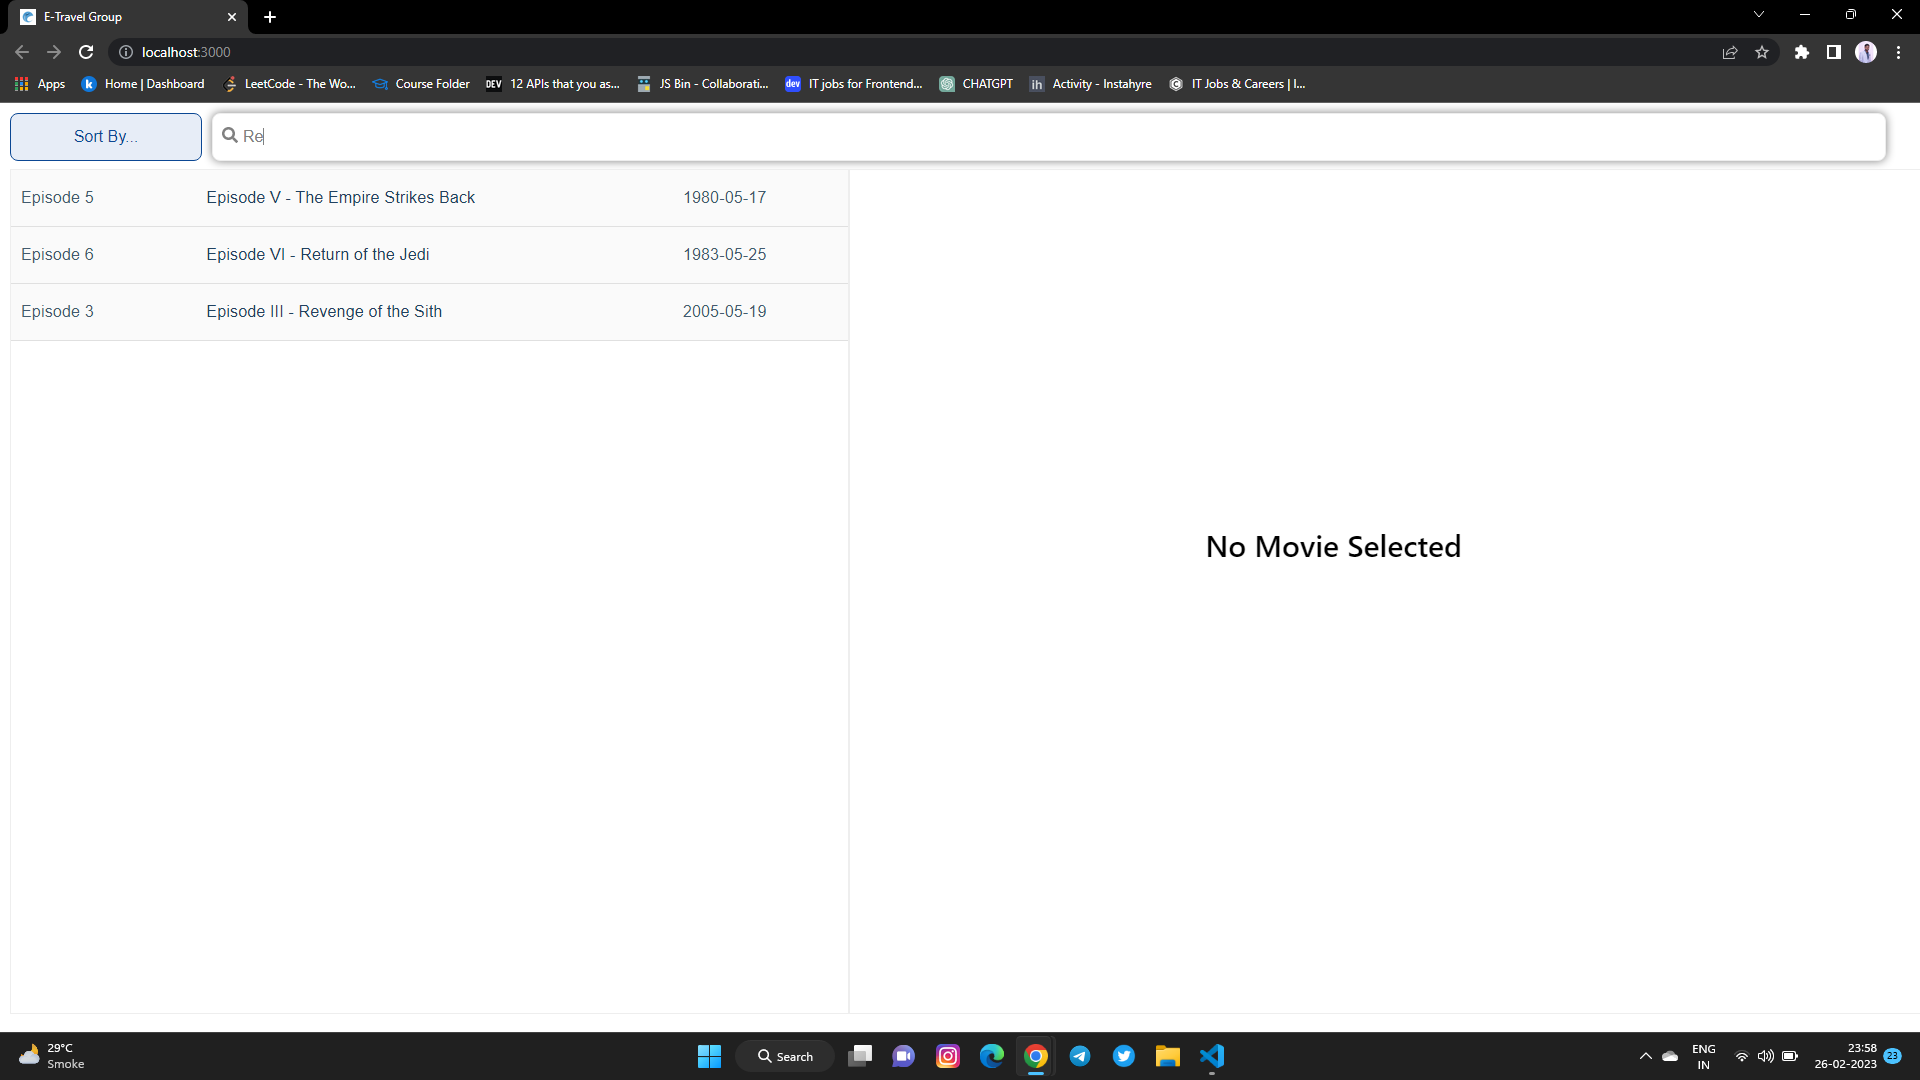 E-Travel Group
localhost:3000
Apps
Home | Dashboard
LeetCode - The Wo...
Course Folder
DEV
12 APIs that you as...
JS Bin - Collaborati...
dev
IT jobs for Frontend...
CHATGPT
ih
Activity - Instahyre
IT Jobs & Careers | I...
Sort By...
Re
Episode 5 Episode V - The Empire Strikes Back 1980-05-17
Episode 6 Episode VI - Return of the Jedi 1983-05-25
Episode 3 Episode III - Revenge of the Sith 2005-05-19
No Movie Selected
29°C
Smoke
Search
ENG
IN
23:58
26-02-2023
23